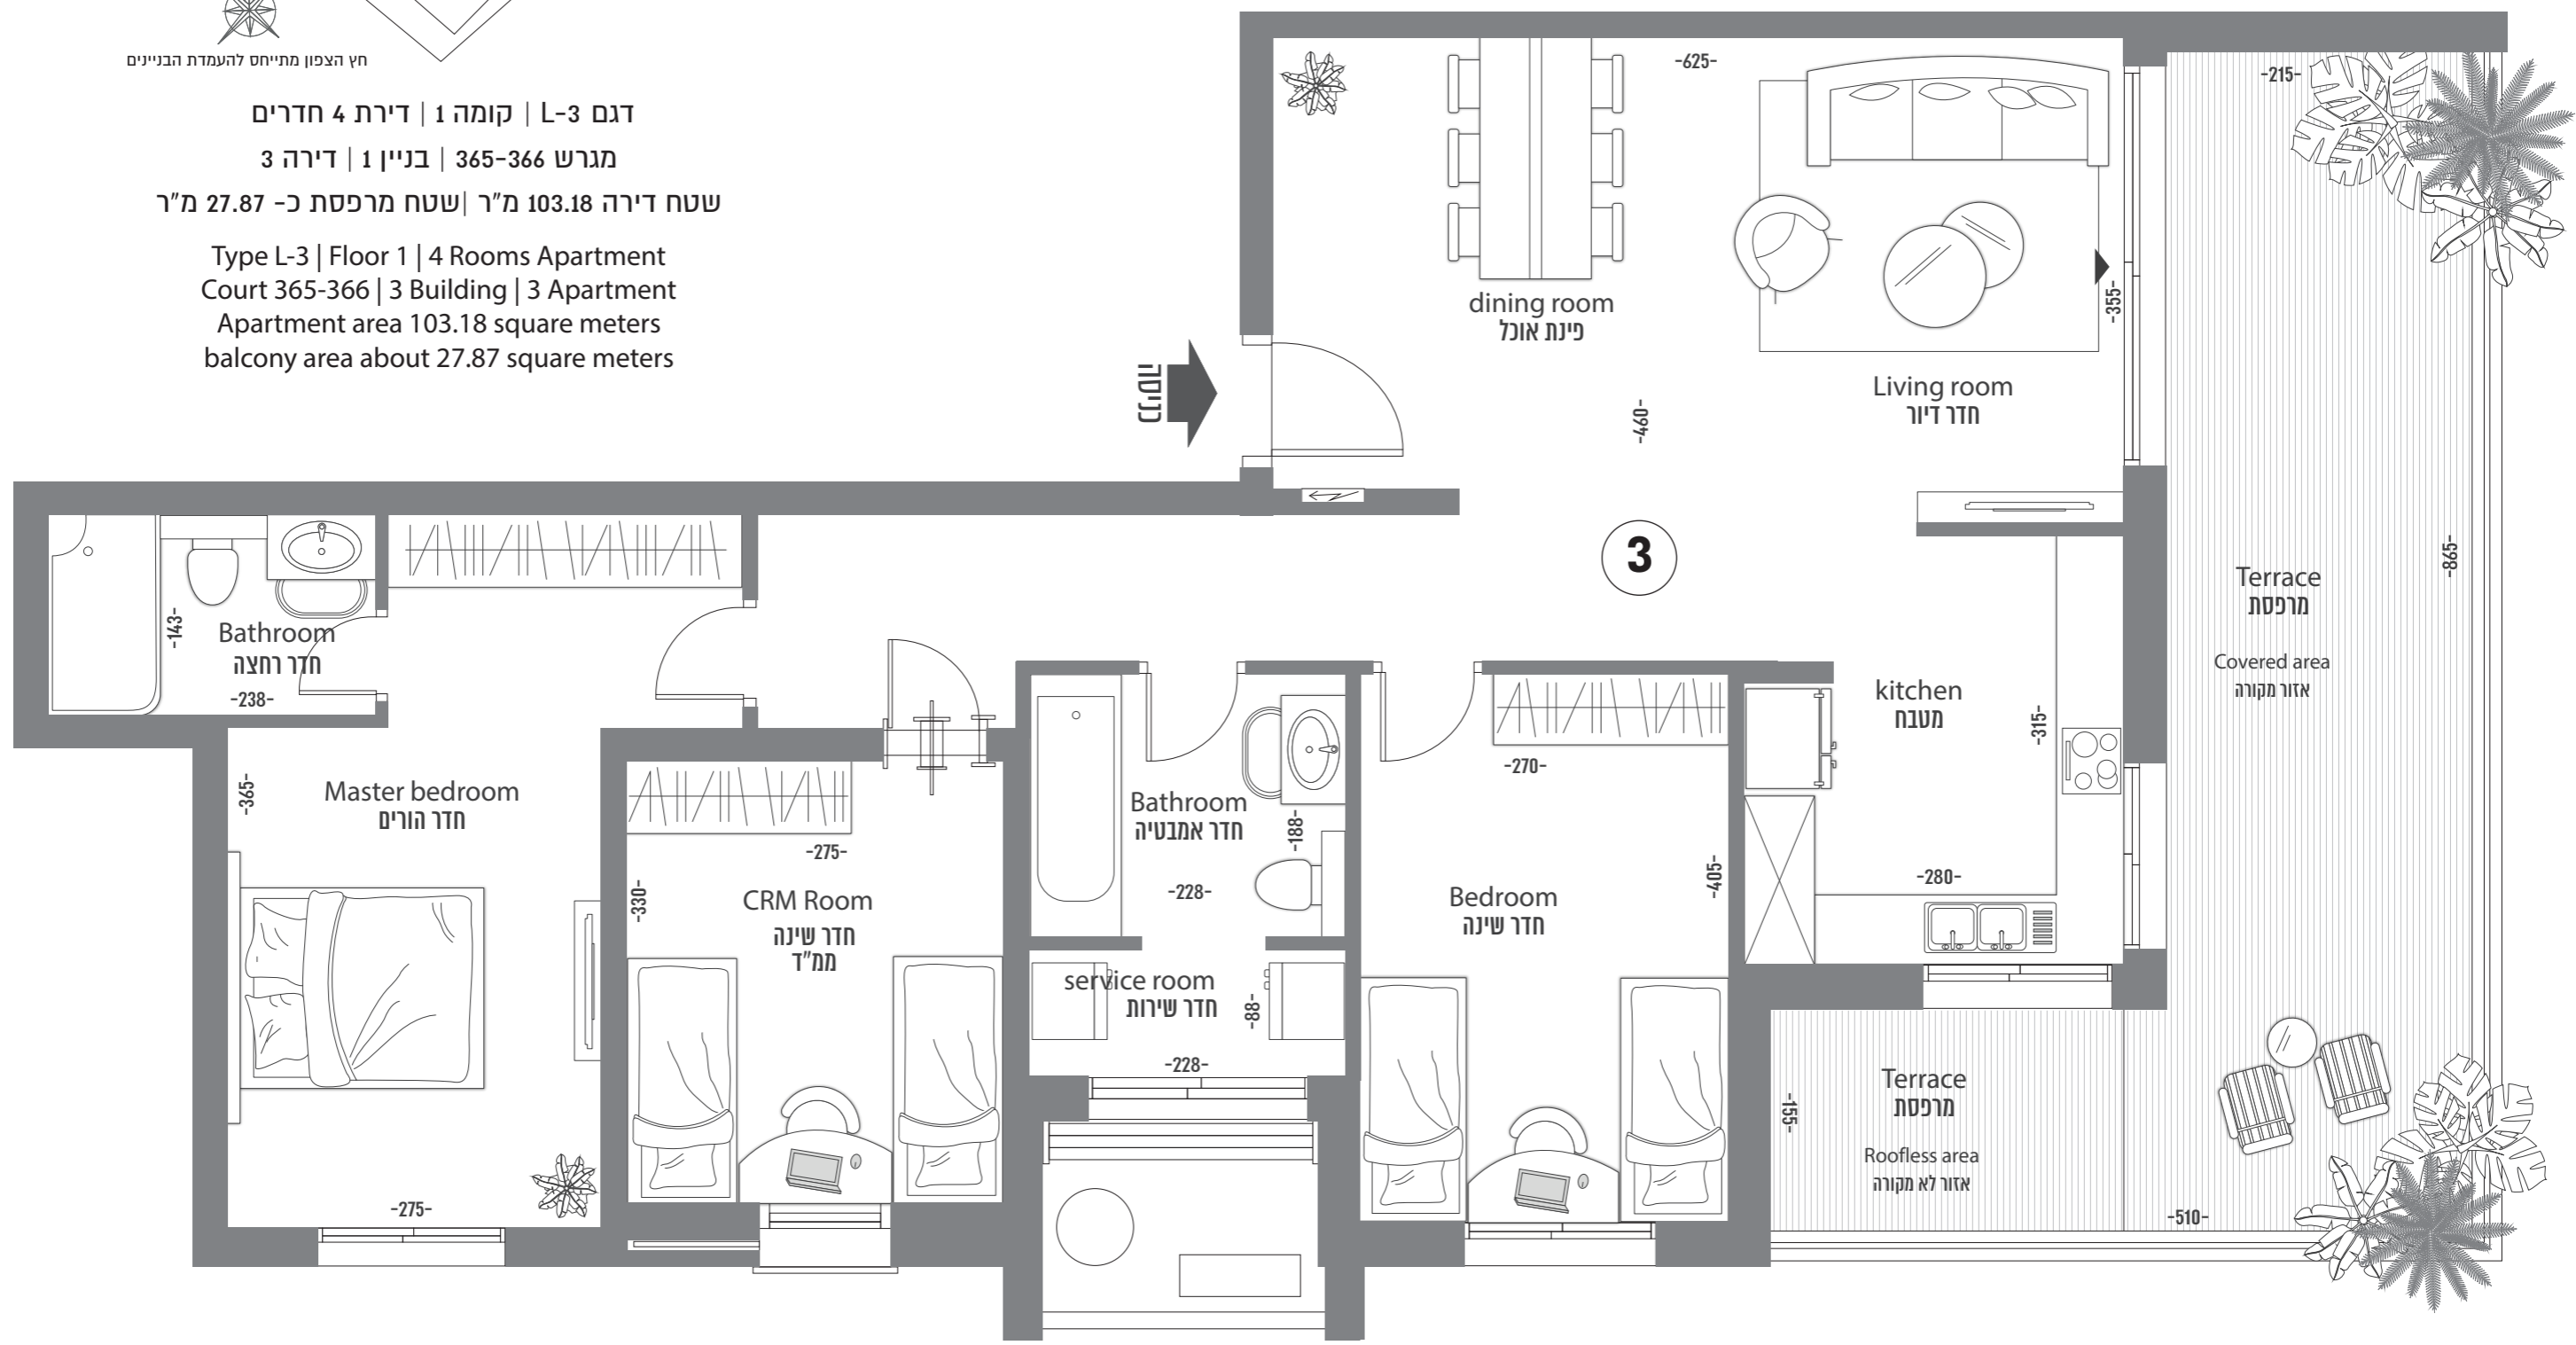 חץ הצפון מתייחס להעמדת הבניינים
דגם L-3 | קומה 1 | דירת 4 חדרים
מגרש 365-366 | בניין 1 | דירה 3
שטח דירה 103.18 מ"ר |שטח מרפסת כ- 27.87 מ"ר
Type L-3 | Floor 1 | 4 Rooms Apartment
Court 365-366 | 3 Building | 3 Apartment
Apartment area 103.18 square meters
balcony area about 27.87 square meters
כניסה
-625-
-215-
dining room
פינת אוכל
-355-
Living room
חדר דיור
-460-
3
-865-
Terrace
מרפסת
Covered area
אזור מקורה
-143-
Bathroom
חדר רחצה
-238-
kitchen
מטבח
-315-
-280-
-365-
Master bedroom
חדר הורים
-275-
-275-
-330-
CRM Room
חדר שינה
ממ"ד
Bathroom
חדר אמבטיה
-188-
-228-
service room
חדר שירות
-88-
-228-
-270-
-405-
Bedroom
חדר שינה
Terrace
מרפסת
-155-
Roofless area
אזור לא מקורה
-510-